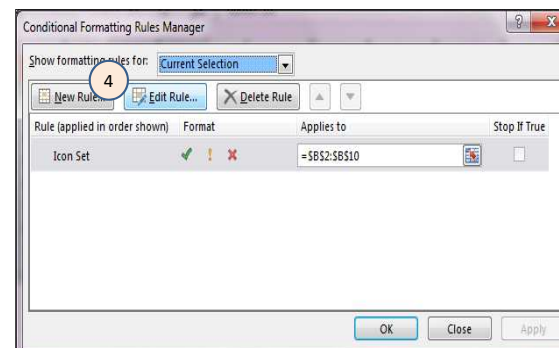 Conditional Formatting Rules Manager
Show formatting rules for: Current Selection
4
New Rule... Edit Rule... Delete Rule
Rule (applied in order shown) Format Applies to Stop If True
Icon Set =$B$2:$B$10
OK Close Apply